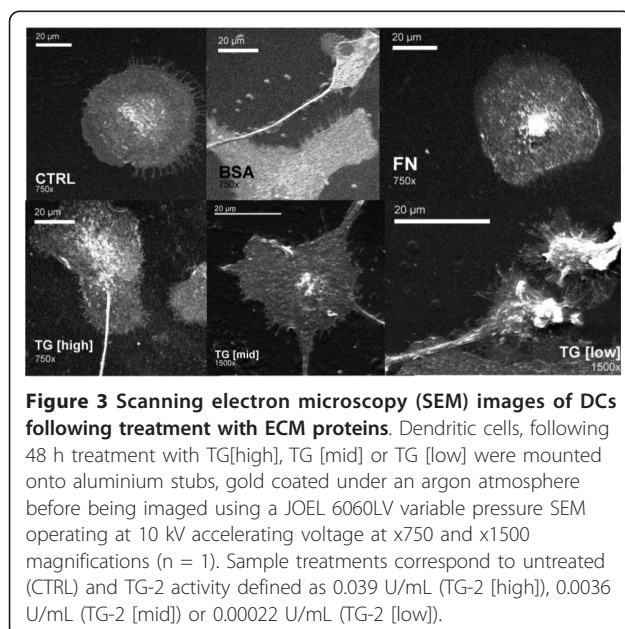 20 µm
20 µm
20 µm
CTRL
750x
BSA
750x
FN
750x
20 µm
20 µm
20 µm
TG [high]
750x
TG [mid]
1500x
TG [low]
1500x
Figure 3 Scanning electron microscopy (SEM) images of DCs
following treatment with ECM proteins. Dendritic cells, following
48 h treatment with TG[high], TG [mid] or TG [low] were mounted
onto aluminium stubs, gold coated under an argon atmosphere
before being imaged using a JOEL 6060LV variable pressure SEM
operating at 10 kV accelerating voltage at x750 and x1500
magnifications (n = 1). Sample treatments correspond to untreated
(CTRL) and TG-2 activity defined as 0.039 U/mL (TG-2 [high]), 0.0036
U/mL (TG-2 [mid]) or 0.00022 U/mL (TG-2 [low]).